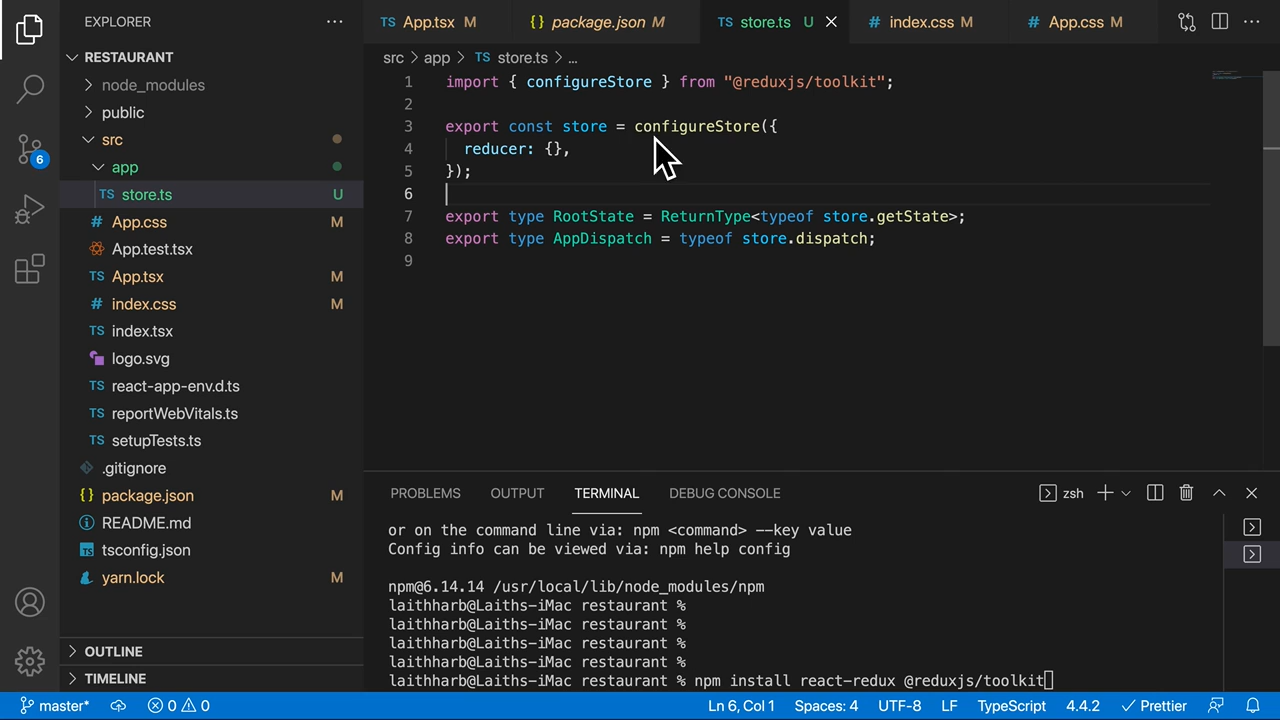 EXPLORER
App.tsx M
package.json M
store.ts U
index.css M
App.css M
RESTAURANT
node_modules
public
src
app
TS store.ts U
# App.css M
App.test.tsx
TS App.tsx M
# index.css M
TS index.tsx
logo.svg
TS react-app-env.d.ts
TS reportWebVitals.ts
TS setupTests.ts
.gitignore
{} package.json M
README.md
TS tsconfig.json
yarn.lock M
OUTLINE
TIMELINE
6
src > app > TS store.ts > ...
1 import { configureStore } from "@reduxjs/toolkit";
2
3 export const store = configureStore({
4 reducer: {},
5 });
6
7 export type RootState = ReturnType<typeof store.getState>;
8 export type AppDispatch = typeof store.dispatch;
9
PROBLEMS OUTPUT TERMINAL DEBUG CONSOLE zsh
or on the command line via: npm <command> --key value
Config info can be viewed via: npm help config
npm@6.14.14 /usr/local/lib/node_modules/npm
laithharb@Laiths-iMac restaurant %
laithharb@Laiths-iMac restaurant %
laithharb@Laiths-iMac restaurant %
laithharb@Laiths-iMac restaurant %
laithharb@Laiths-iMac restaurant % npm install react-redux @reduxjs/toolkit
master* 0 0 Ln 6, Col 1 Spaces: 4 UTF-8 LF TypeScript 4.4.2 Prettier